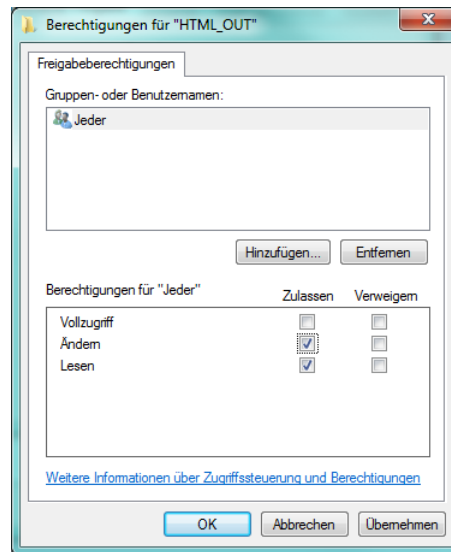 Berechtigungen für "HTML_OUT"
Freigabeberechtigungen
Gruppen- oder Benutzernamen:
Jeder
Hinzufügen... Entfernen
Berechtigungen für "Jeder" Zulassen Verweigern
Vollzugriff
Ändern
Lesen
Weitere Informationen über Zugriffssteuerung und Berechtigungen
OK Abbrechen Übernehmen